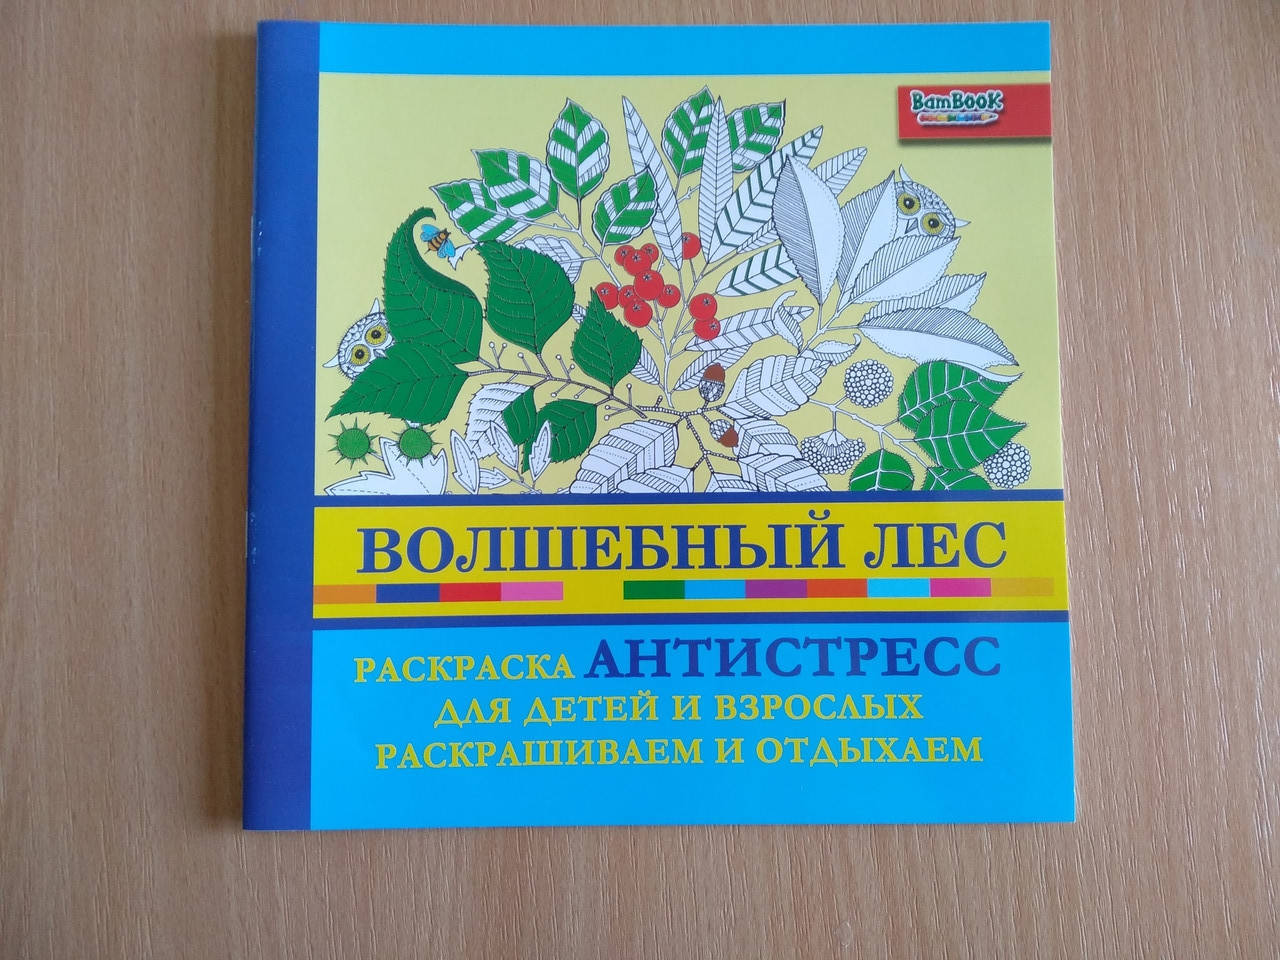 BamBook
ВОЛШЕБНЫЙ ЛЕС
РАСКРАСКА АНТИСТРЕСС
ДЛЯ ДЕТЕЙ И ВЗРОСЛЫХ
РАСКРАШИВАЕМ И ОТДЫХАЕМ